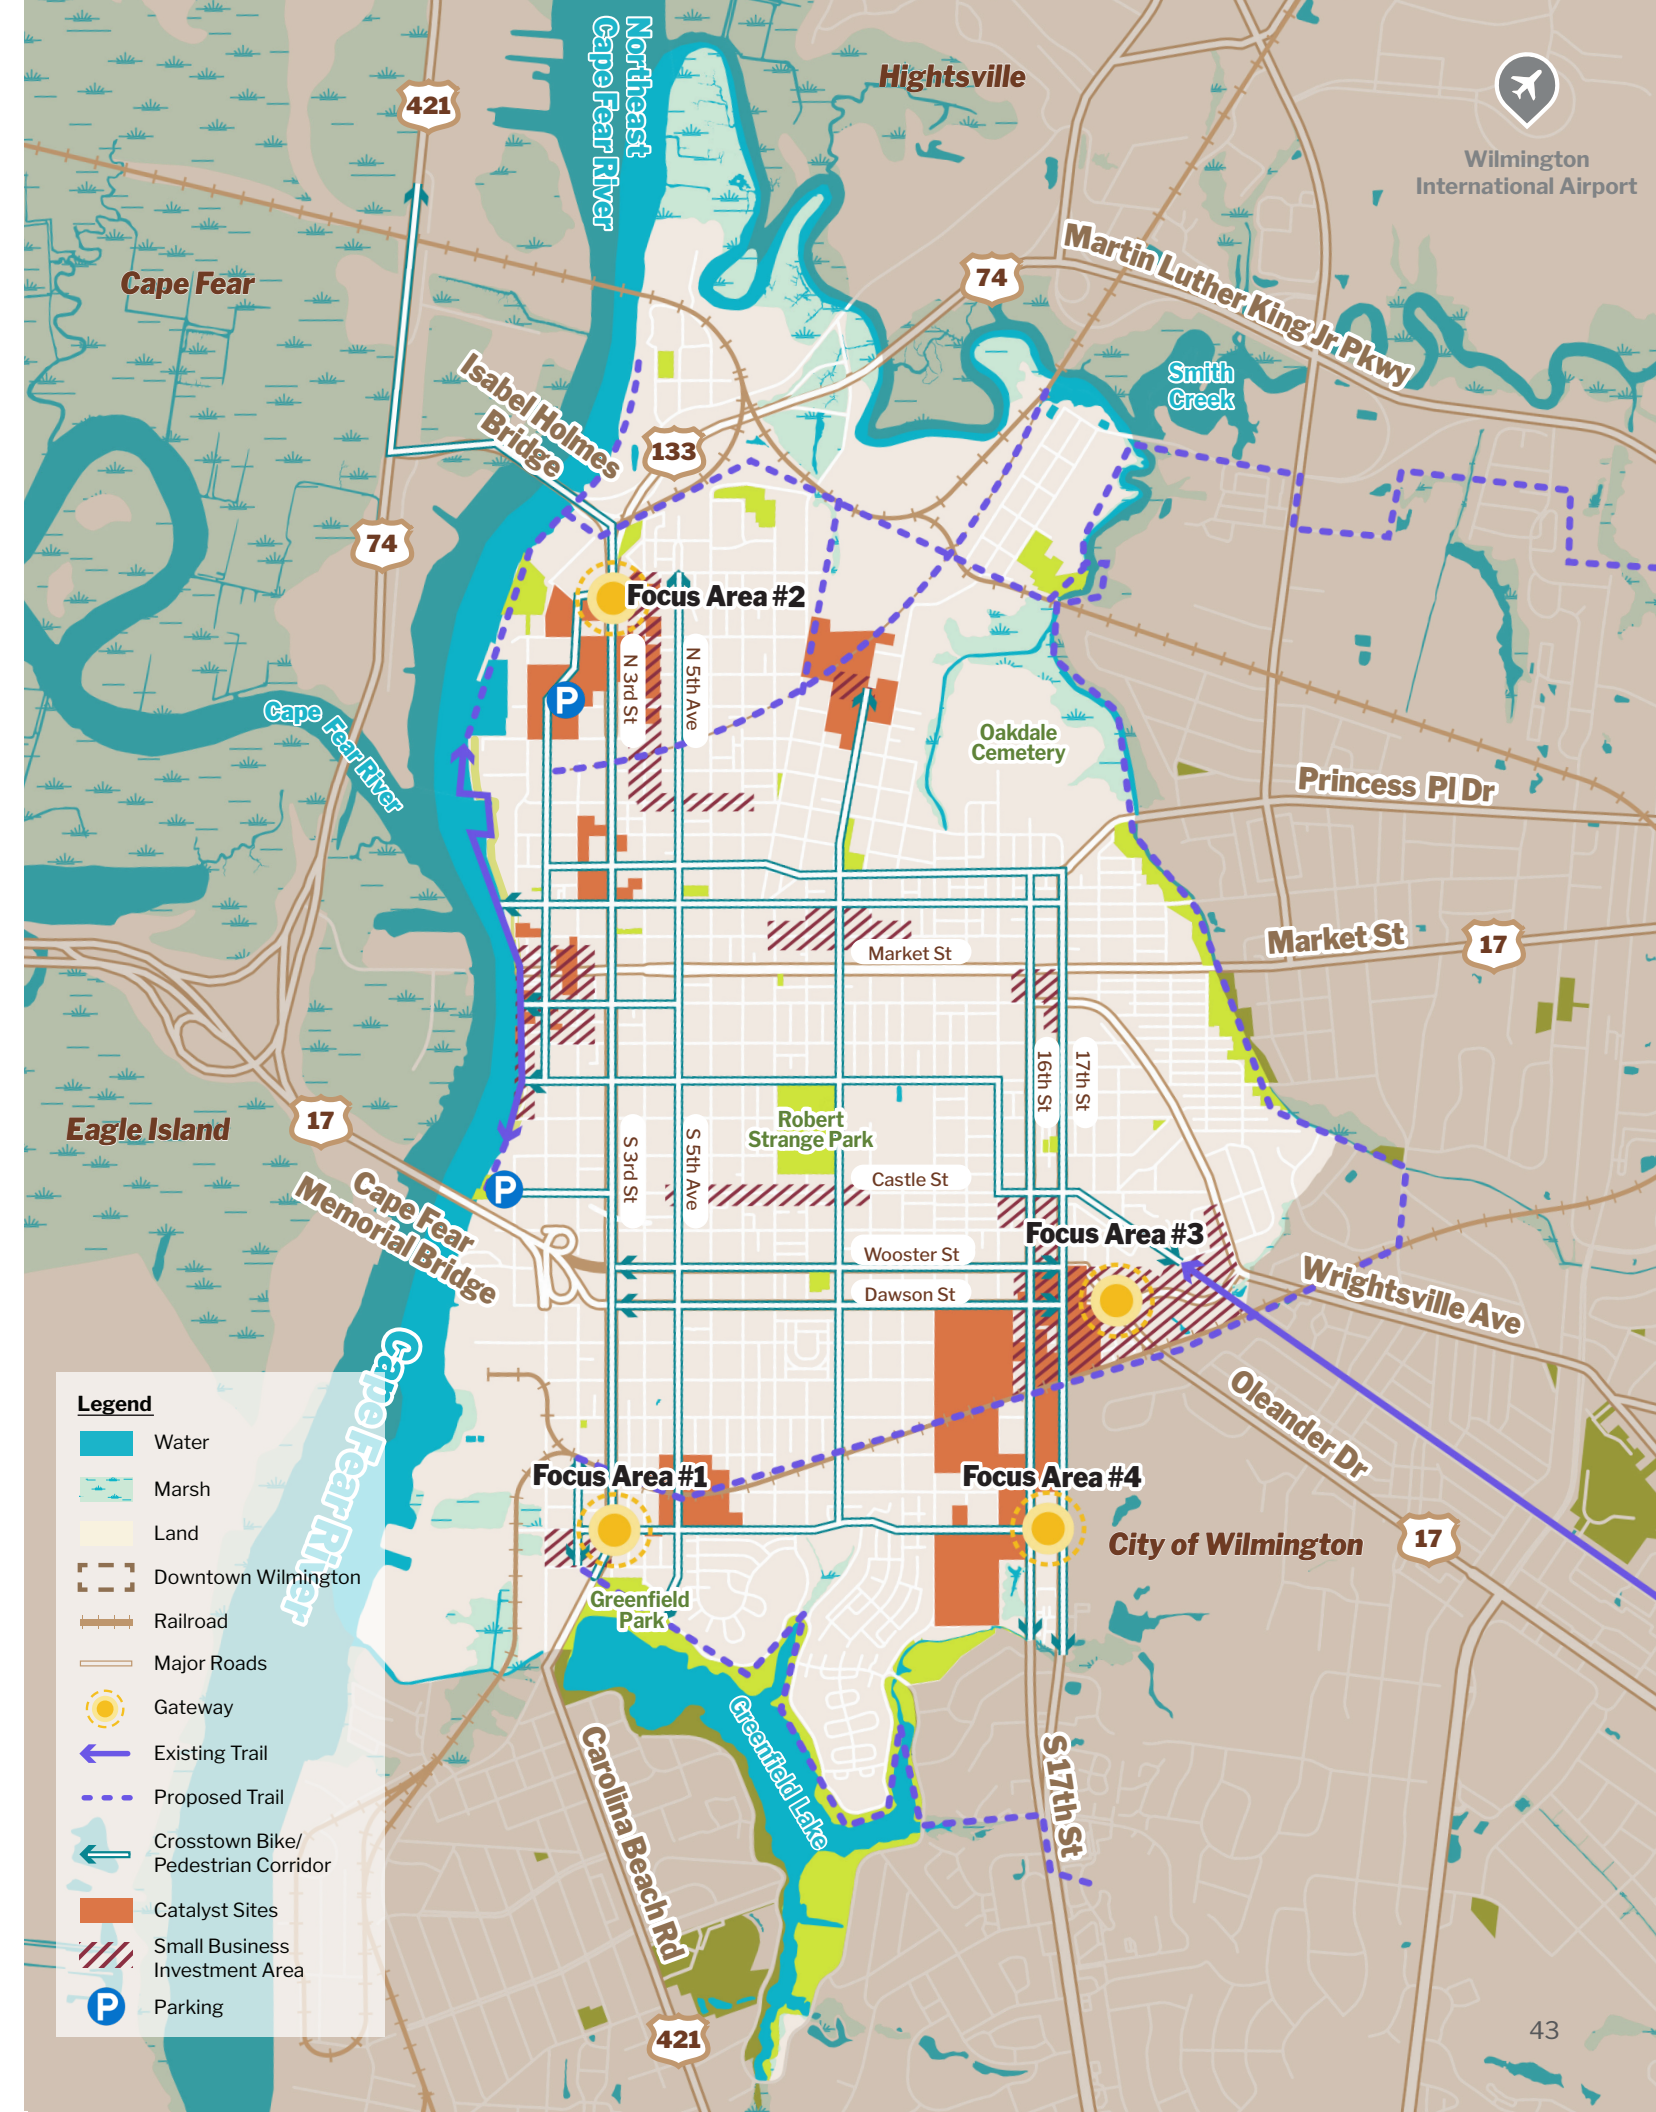 Northeast
Cape Fear River
Hightsville
421
Wilmington
International Airport
Martin Luther King Jr Pkwy
74
Cape Fear
Isabel Holmes
Bridge
Smith
Creek
133
74
Focus Area #2
N 3rd St
N 5th Ave
P
Cape Fear River
Oakdale
Cemetery
Princess Pl Dr
Market St
17
Market St
16th St
17th St
Eagle Island
17
Robert
Strange Park
S 3rd St
S 5th Ave
Castle St
P
Cape Fear
Memorial Bridge
Focus Area #3
Wooster St
Dawson St
Wrightsville Ave
Cape Fear River
Oleander Dr
Focus Area #1
Focus Area #4
City of Wilmington
17
Greenfield
Park
Greenfield Lake
Carolina Beach Rd
S 17th St
421
Legend
Water
Marsh
Land
Downtown Wilmington
Railroad
Major Roads
Gateway
Existing Trail
Proposed Trail
Crosstown Bike/
Pedestrian Corridor
Catalyst Sites
Small Business
Investment Area
P
Parking
43